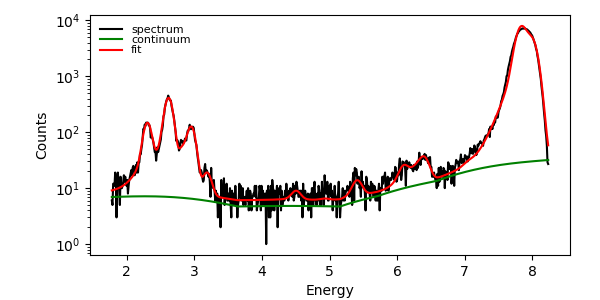 10⁴
spectrum
continuum
fit
10³
10²
10¹
10⁰
Counts
2 3 4 5 6 7 8
Energy